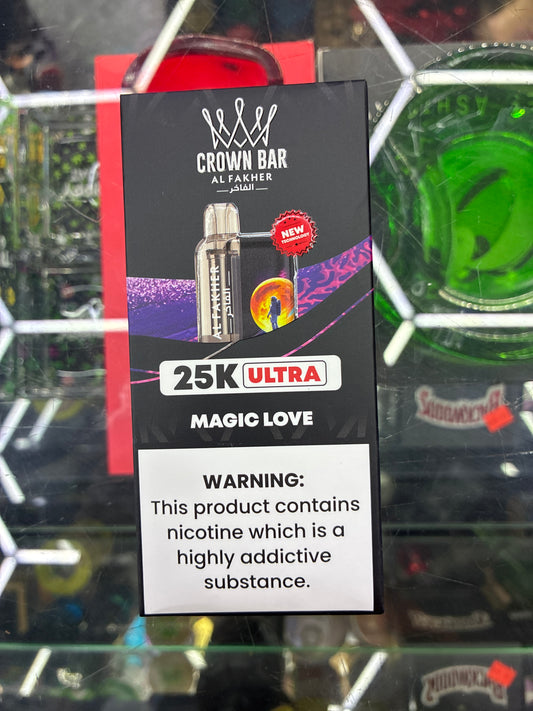 CROWN BAR
AL FAKHER
الفاخر
NEW
TECHNOLOGY
AL FAKHER
الفاخر
25K ULTRA
MAGIC LOVE
WARNING:
This product contains
nicotine which is a
highly addictive
substance.